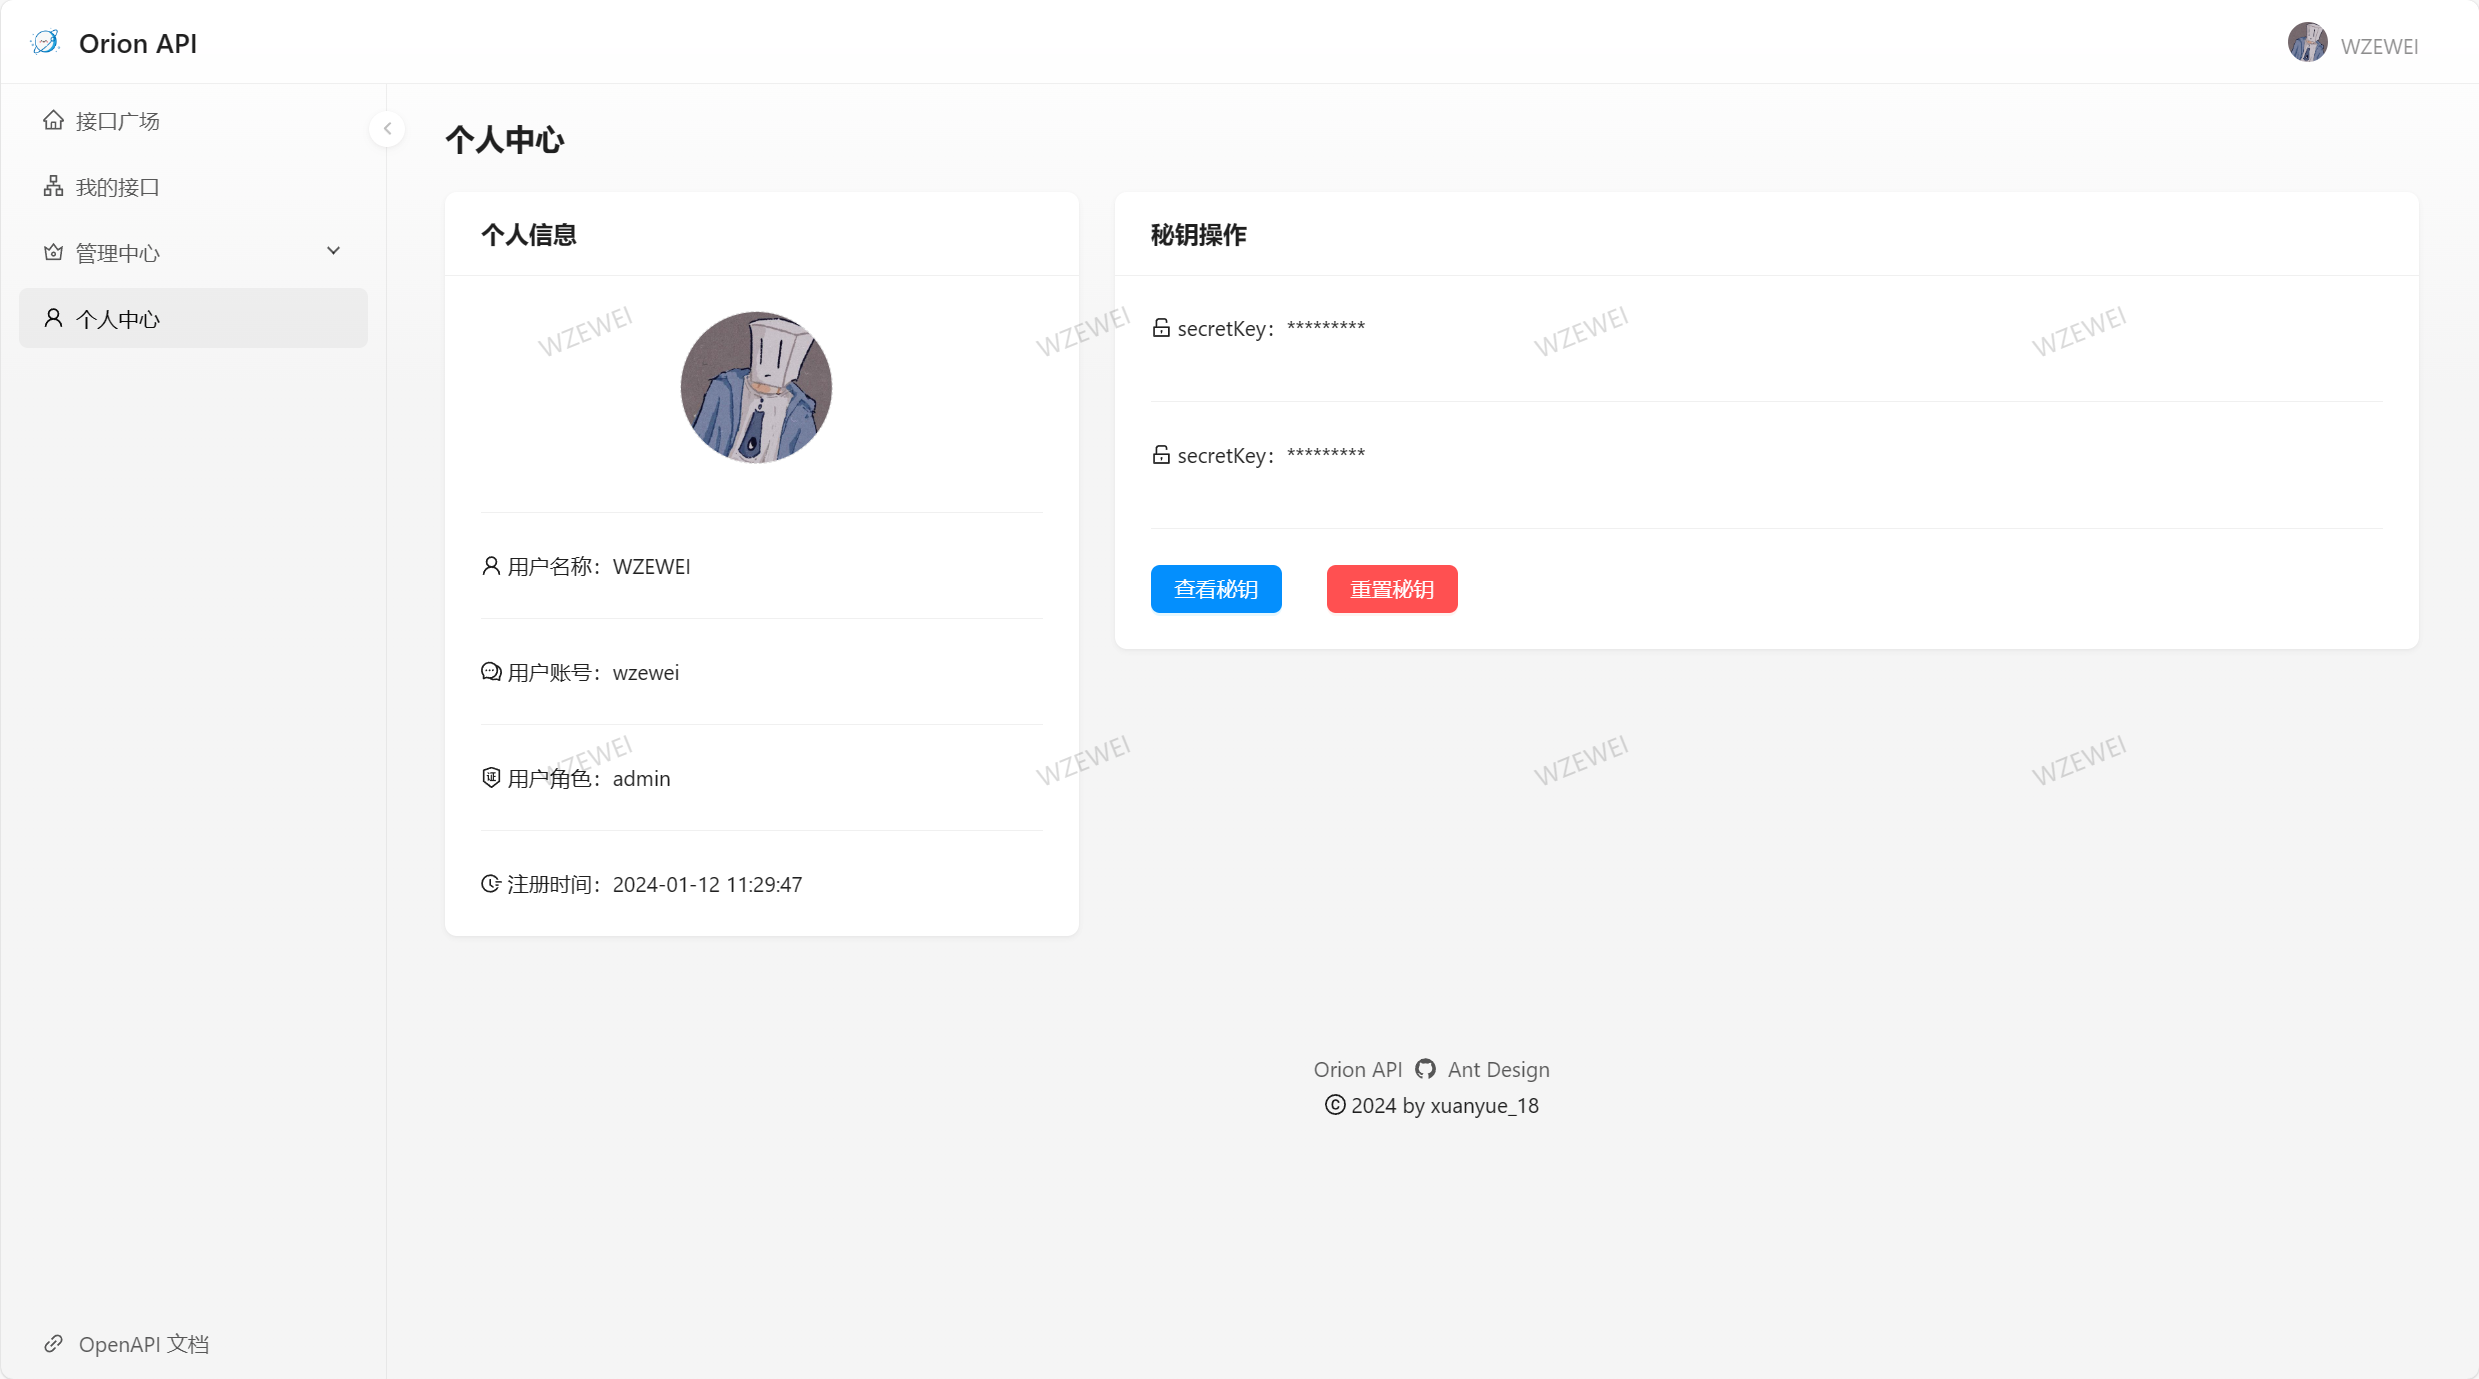 Orion API
WZEWEI
接口广场
我的接口
管理中心
个人中心
OpenAPI 文档
个人中心
个人信息
用户名称：WZEWEI
用户账号：wzewei
证 用户角色：admin
注册时间：2024-01-12 11:29:47
秘钥操作
secretKey：*********
secretKey：*********
查看秘钥 重置秘钥
WZEWEI WZEWEI WZEWEI WZEWEI
WZEWEI WZEWEI WZEWEI WZEWEI
Orion API Ant Design
© 2024 by xuanyue_18